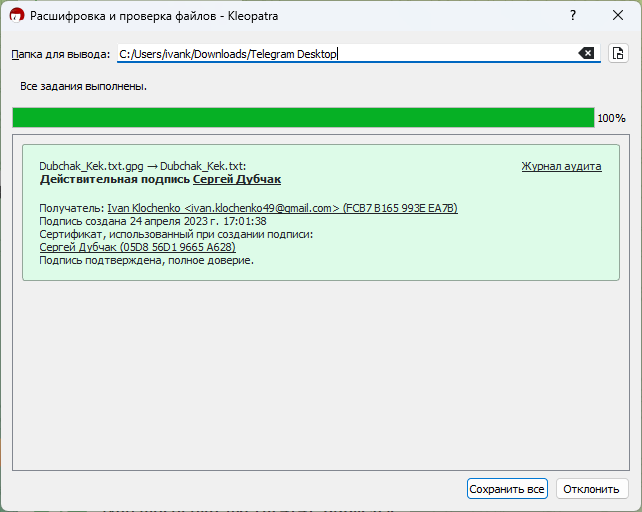 Расшифровка и проверка файлов - Kleopatra
Папка для вывода: C:/Users/ivank/Downloads/Telegram Desktop
Все задания выполнены.
100%
Dubchak_Kek.txt.gpg → Dubchak_Kek.txt: Журнал аудита
Действительная подпись Сергей Дубчак
Получатель: Ivan Klochenko <ivan.klochenko49@gmail.com> (FCB7 B165 993E EA7B)
Подпись создана 24 апреля 2023 г. 17:01:38
Сертификат, использованный при создании подписи:
Сергей Дубчак (05D8 56D1 9665 A628)
Подпись подтверждена, полное доверие.
Сохранить все Отклонить